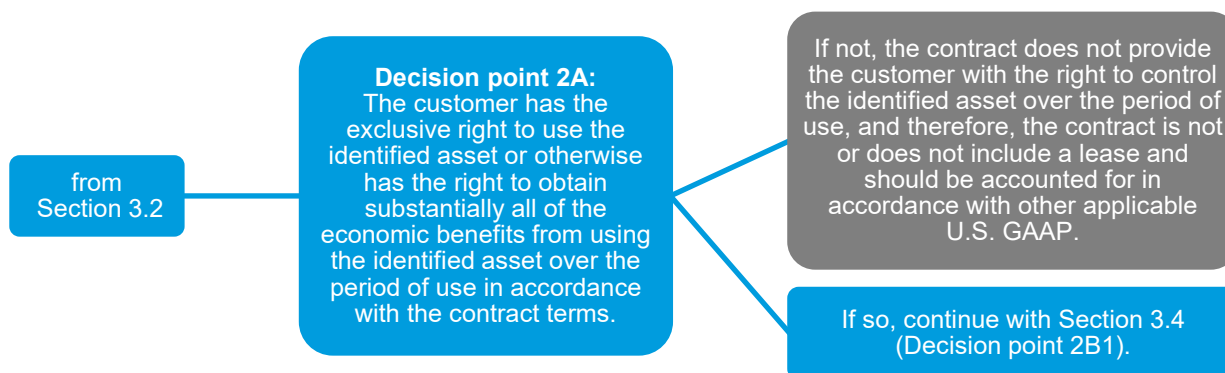 from
Section 3.2
Decision point 2A:
The customer has the
exclusive right to use the
identified asset or otherwise
has the right to obtain
substantially all of the
economic benefits from using
the identified asset over the
period of use in accordance
with the contract terms.
If not, the contract does not provide
the customer with the right to control
the identified asset over the period of
use, and therefore, the contract is not
or does not include a lease and
should be accounted for in
accordance with other applicable
U.S. GAAP.
If so, continue with Section 3.4
(Decision point 2B1).